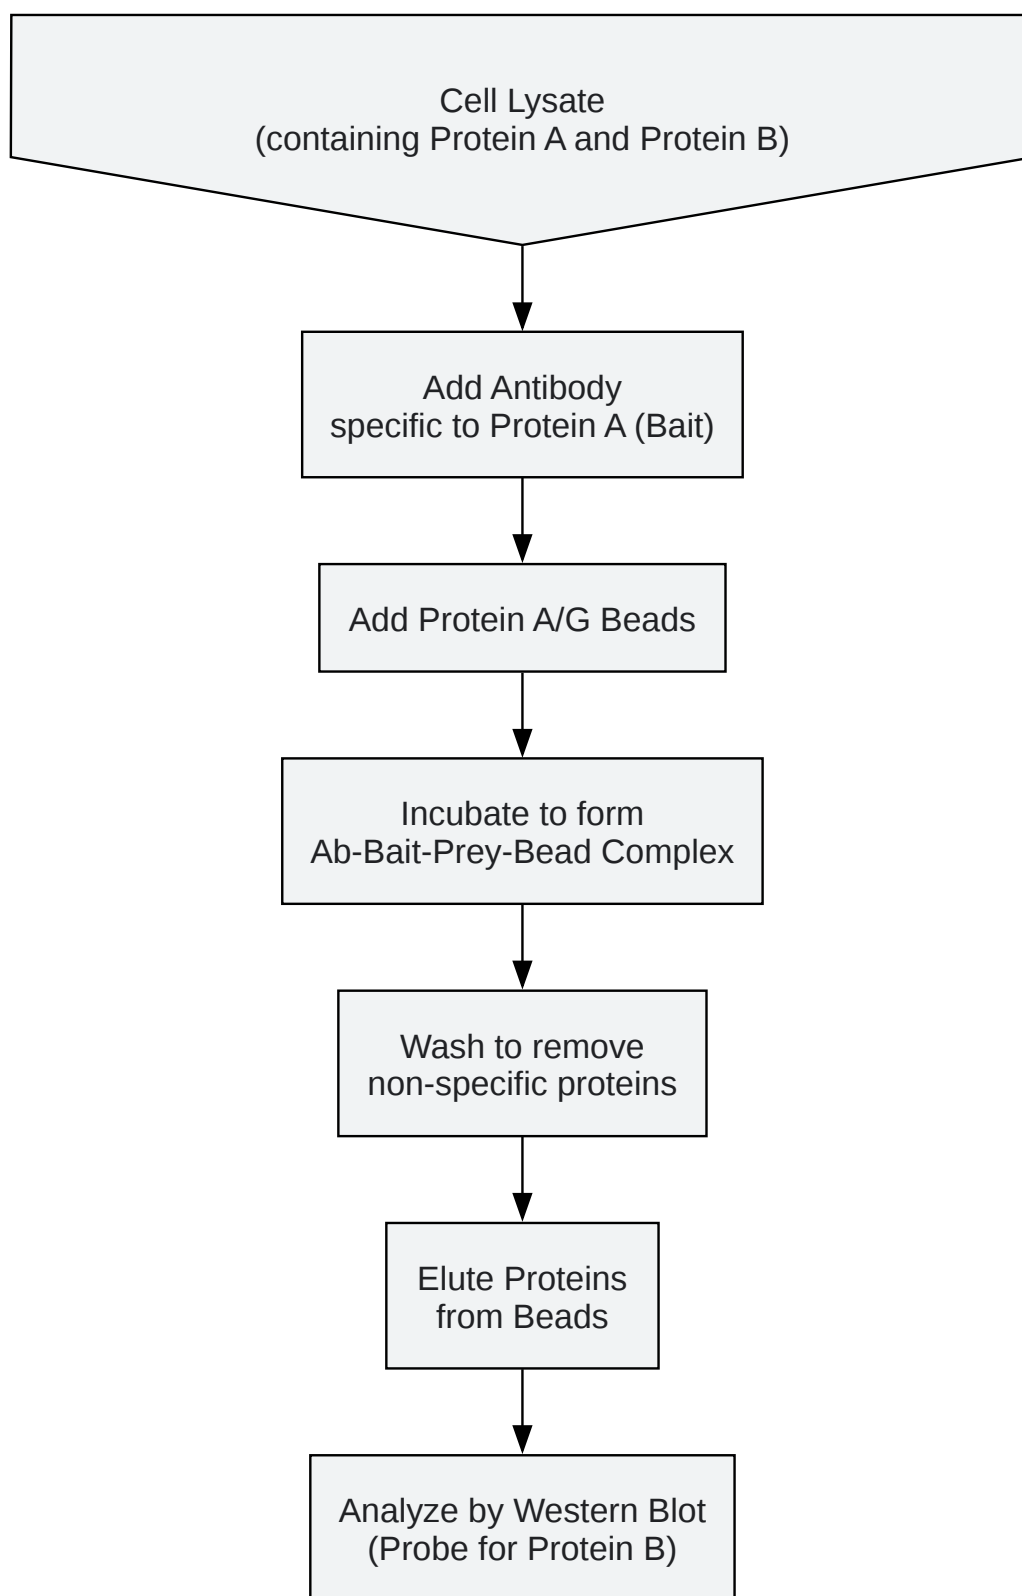 Cell Lysate
(containing Protein A and Protein B)
Add Antibody
specific to Protein A (Bait)
Add Protein A/G Beads
Incubate to form
Ab-Bait-Prey-Bead Complex
Wash to remove
non-specific proteins
Elute Proteins
from Beads
Analyze by Western Blot
(Probe for Protein B)